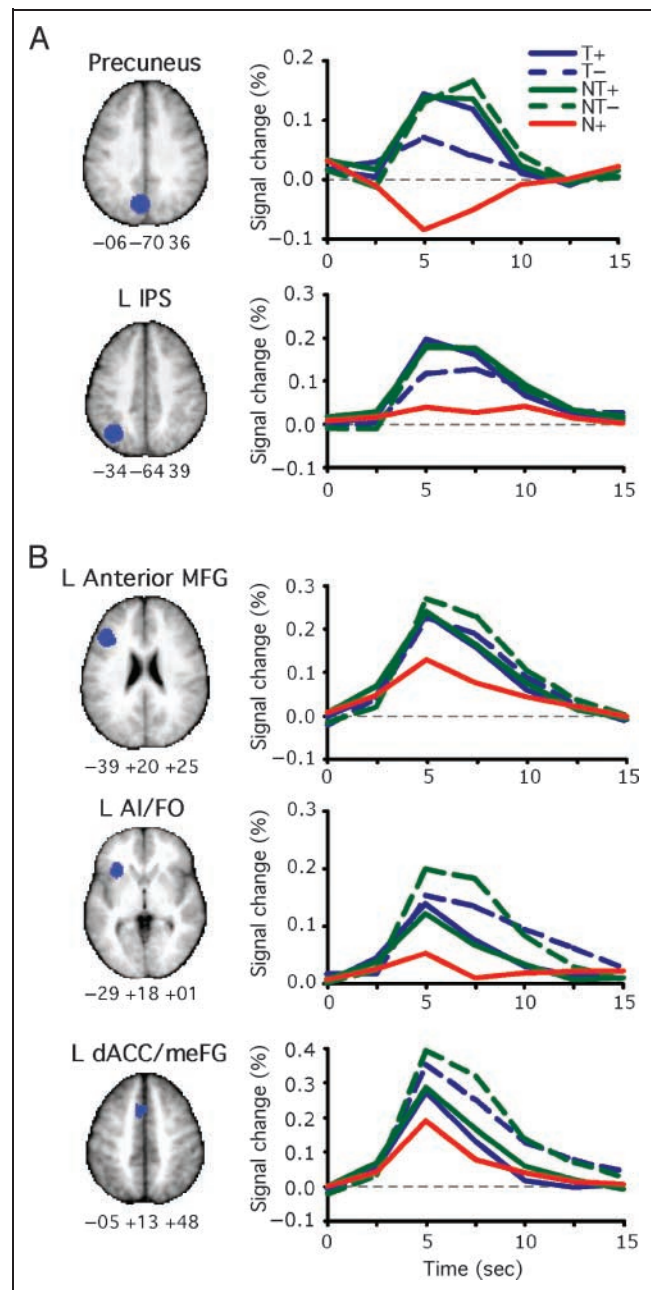 A
Precuneus
−06 −70 36
Signal change (%)
0.2
0.1
0.0
−0.1
0 5 10 15
T+
T−
NT+
NT−
N+
L IPS
−34 −64 39
Signal change (%)
0.3
0.2
0.1
0.0
−0.1
0 5 10 15
B
L Anterior MFG
−39 +20 +25
Signal change (%)
0.3
0.2
0.1
0.0
−0.1
0 5 10 15
L AI/FO
−29 +18 +01
Signal change (%)
0.3
0.2
0.1
0.0
0 5 10 15
L dACC/meFG
−05 +13 +48
Signal change (%)
0.4
0.3
0.2
0.1
0.0
−0.1
0 5 10 15
Time (sec)